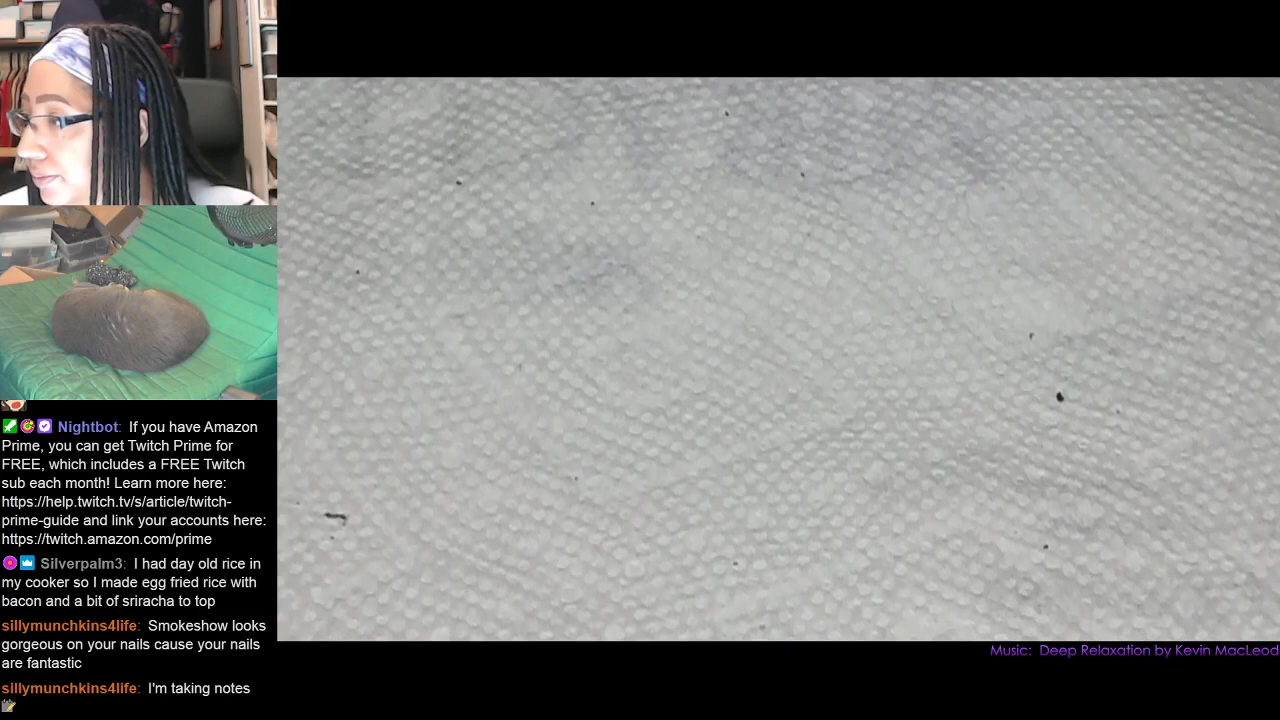 Nightbot: If you have Amazon
Prime, you can get Twitch Prime for
FREE, which includes a FREE Twitch
sub each month! Learn more here:
https://help.twitch.tv/s/article/twitch-
prime-guide and link your accounts here:
https://twitch.amazon.com/prime
Silverpalm3: I had day old rice in
my cooker so I made egg fried rice with
bacon and a bit of sriracha to top
sillymunchkins4life: Smokeshow looks
gorgeous on your nails cause your nails
are fantastic
sillymunchkins4life: I'm taking notes
Music: Deep Relaxation by Kevin MacLeod